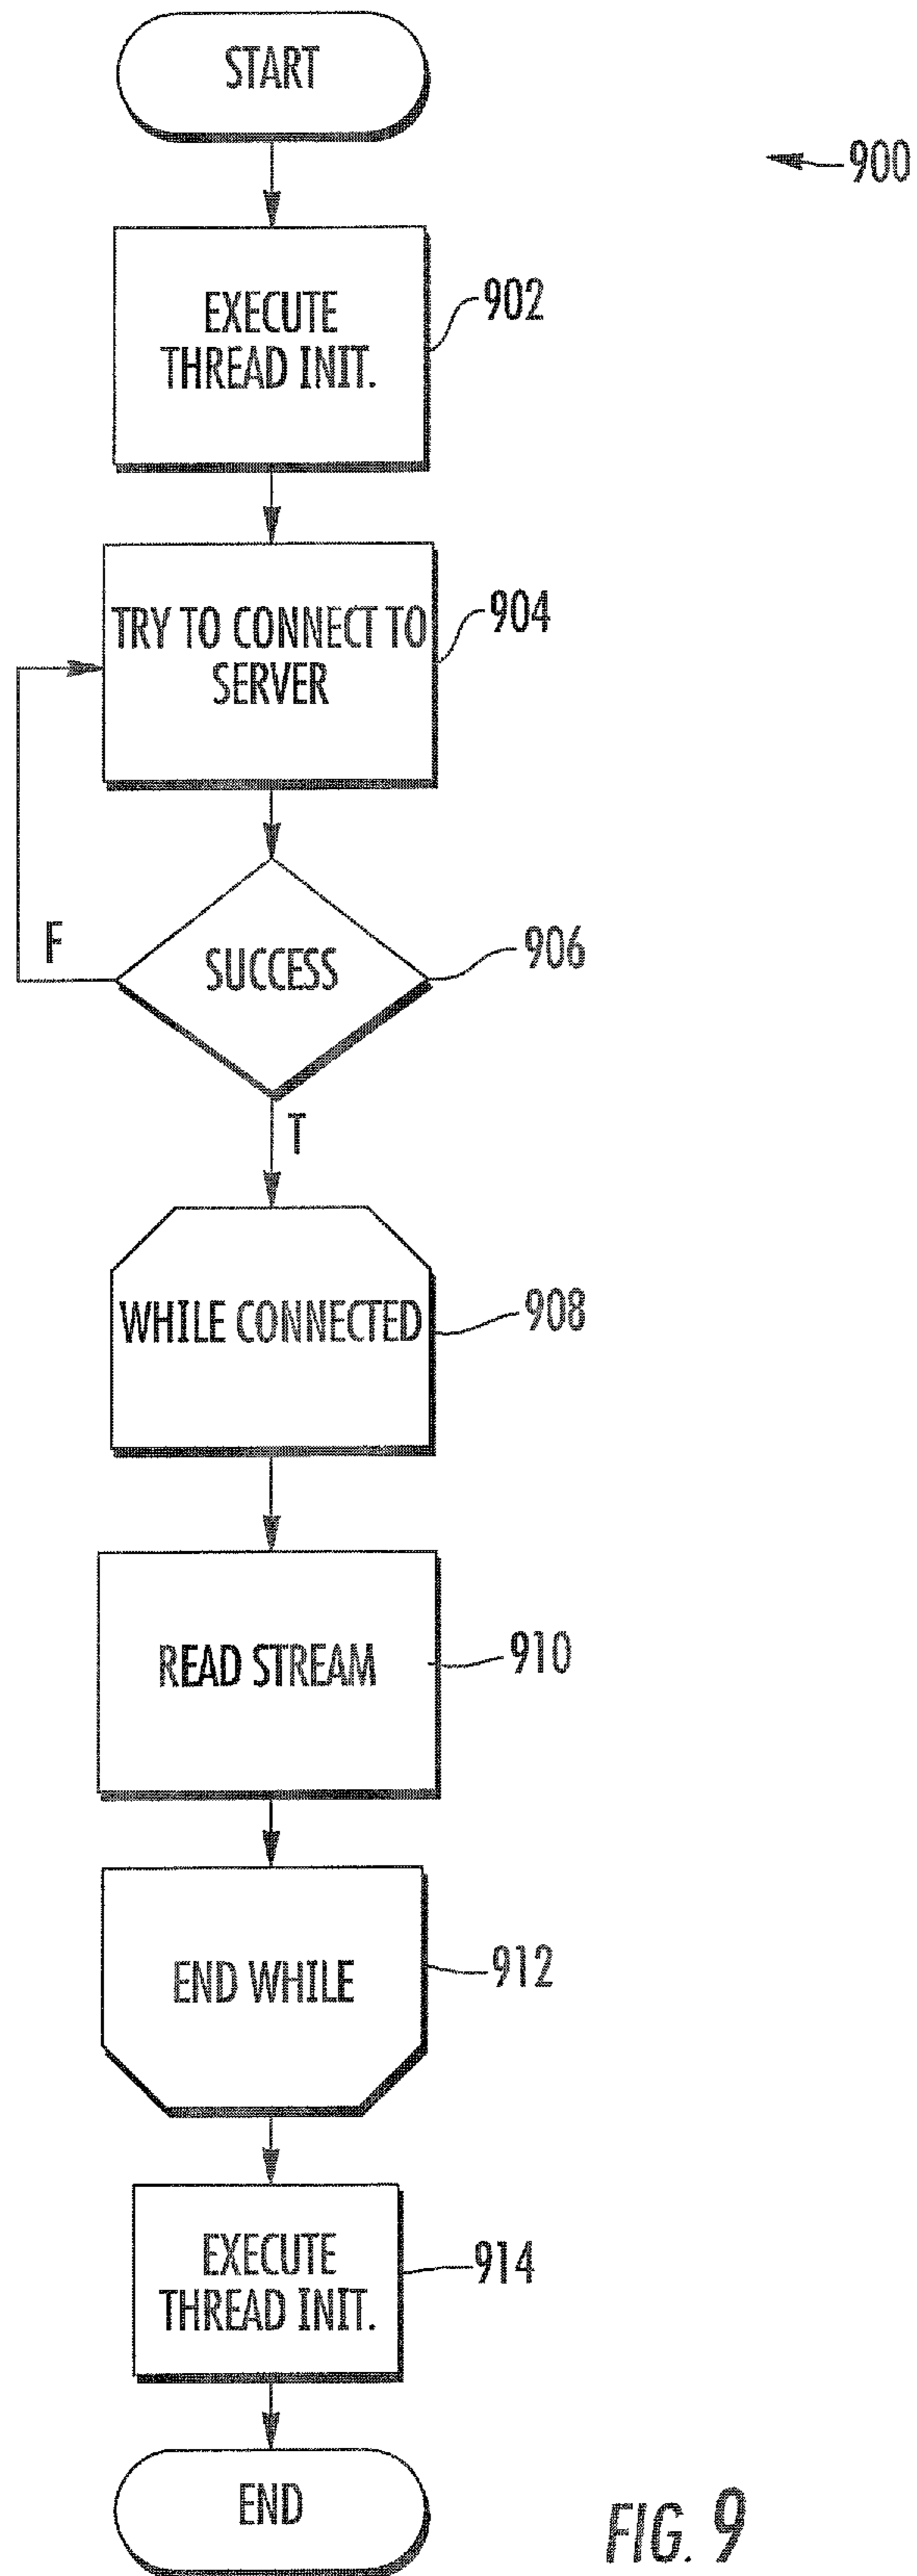 START
900
EXECUTE
THREAD INIT.
902
TRY TO CONNECT TO
SERVER
904
F
SUCCESS
906
T
WHILE CONNECTED
908
READ STREAM
910
END WHILE
912
EXECUTE
THREAD INIT.
914
END
FIG. 9